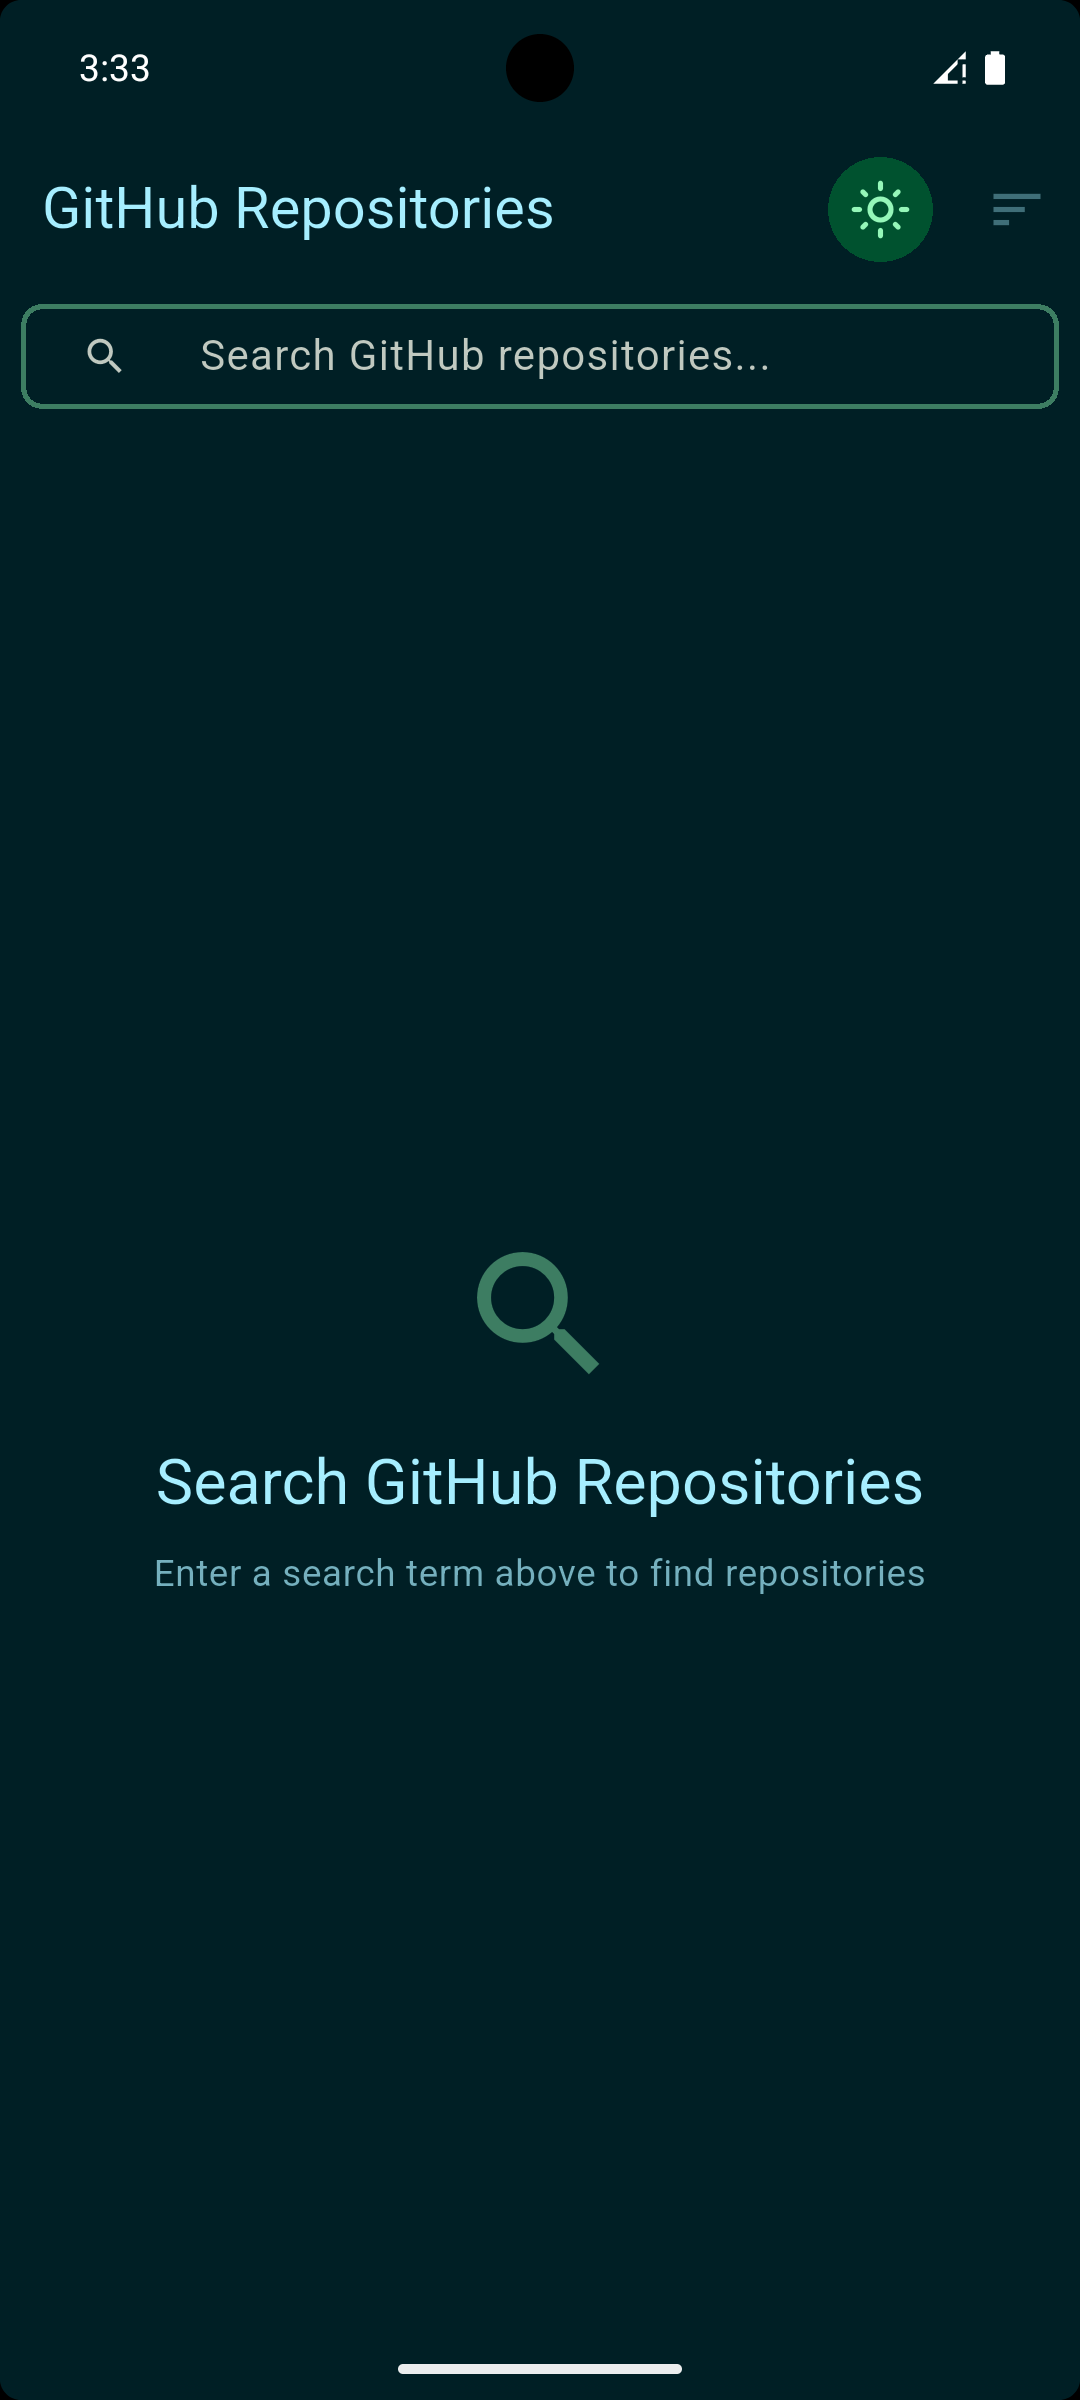 3:33
GitHub Repositories
Search GitHub repositories...
Search GitHub Repositories
Enter a search term above to find repositories